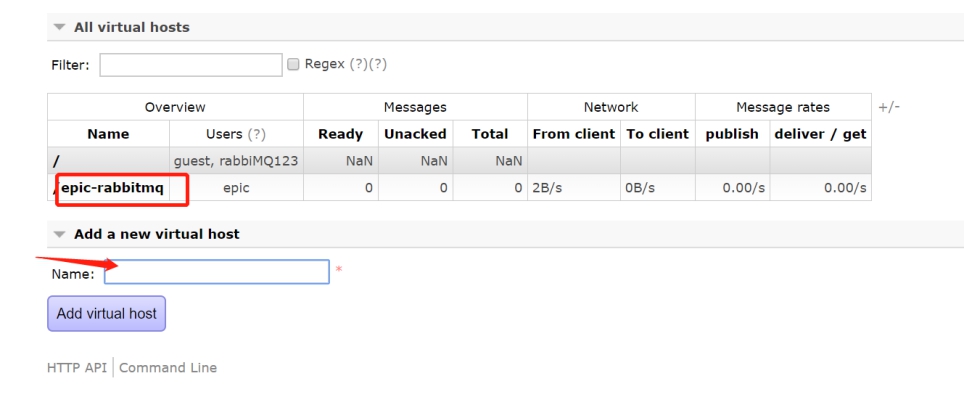 All virtual hosts
Filter: Regex (?)(?)
Overview Messages Network Message rates +/-
Name Users (?) Ready Unacked Total From client To client publish deliver / get
/ guest, rabbiMQ123 NaN NaN NaN
/epic-rabbitmq epic 0 0 0 2B/s 0B/s 0.00/s 0.00/s
Add a new virtual host
Name: *
Add virtual host
HTTP API Command Line